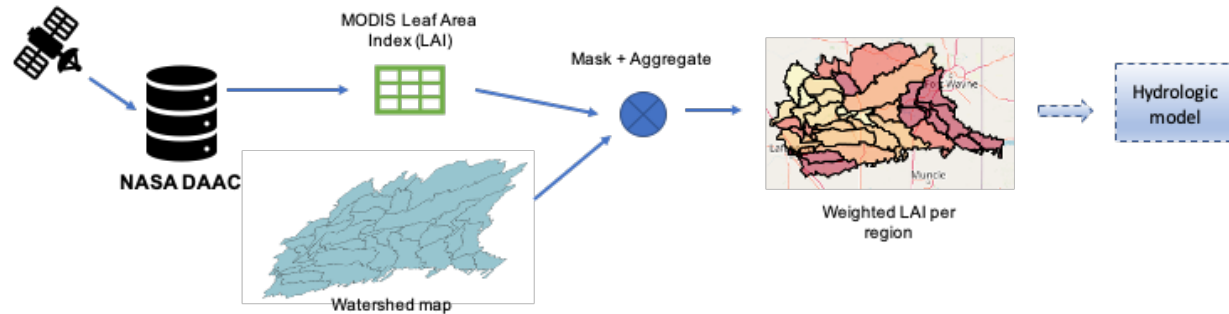 MODIS Leaf Area
Index (LAI)
Mask + Aggregate
NASA DAAC
Watershed map
Fort Wayne
Laf
Muncie
Weighted LAI per
region
Hydrologic
model